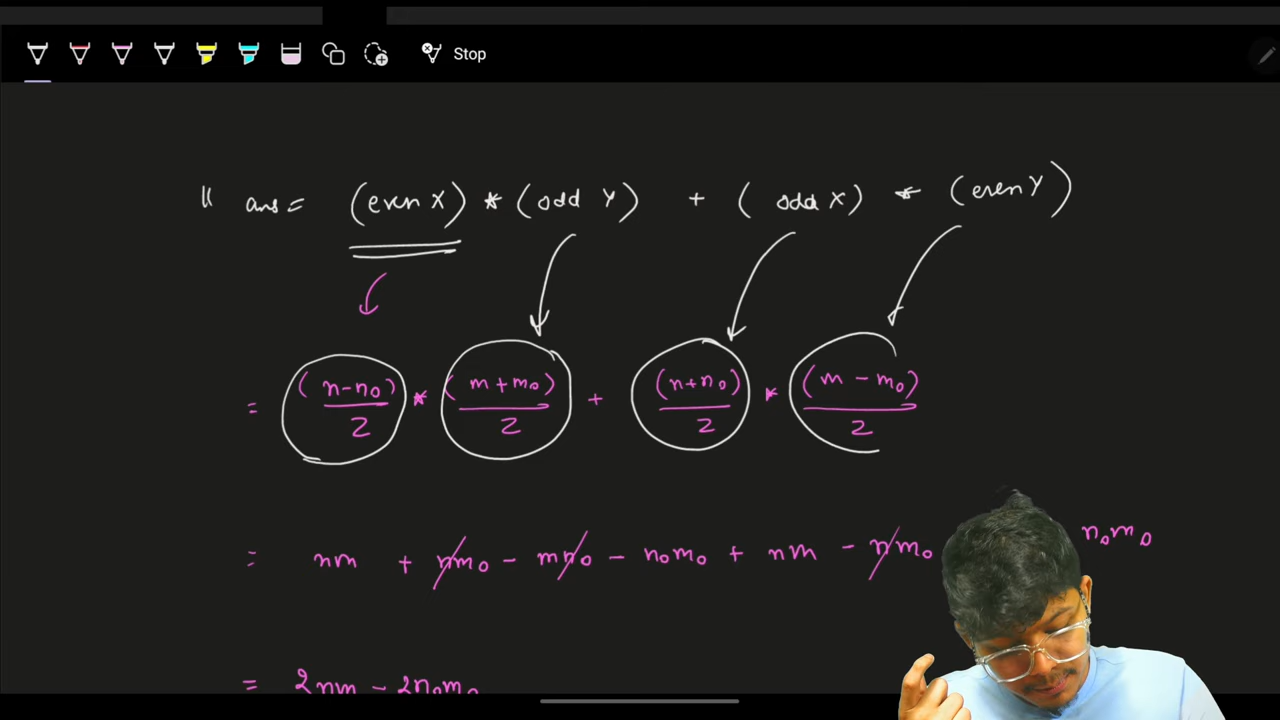 Stop
" ans = (even X) * (odd Y) + (odd X) * (even Y)
= (n-n₀)/2 * (m+m₀)/2 + (n+n₀)/2 * (m-m₀)/2
= nm + nm₀ - mn₀ - n₀m₀ + nm - nm₀ n₀m₀
= 2nm - 2n₀m₀